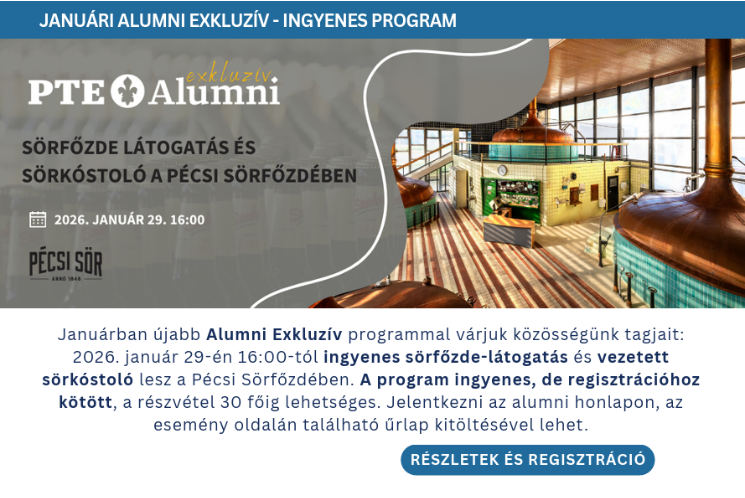 JANUÁRI ALUMNI EXKLUZÍV - INGYENES PROGRAM
exkluzív
PTE Alumni
SÖRFŐZDE LÁTOGATÁS ÉS
SÖRKÓSTOLÓ A PÉCSI SÖRFŐZDÉBEN
2026. JANUÁR 29. 16:00
PÉCSI SÖR
ANNO 1848
Januárban újabb Alumni Exkluzív programmal várjuk közösségünk tagjait:
2026. január 29-én 16:00-tól ingyenes sörfőzde-látogatás és vezetett
sörkóstoló lesz a Pécsi Sörfőzdében. A program ingyenes, de regisztrációhoz
kötött, a részvétel 30 főig lehetséges. Jelentkezni az alumni honlapon, az
esemény oldalán található űrlap kitöltésével lehet.
RÉSZLETEK ÉS REGISZTRÁCIÓ